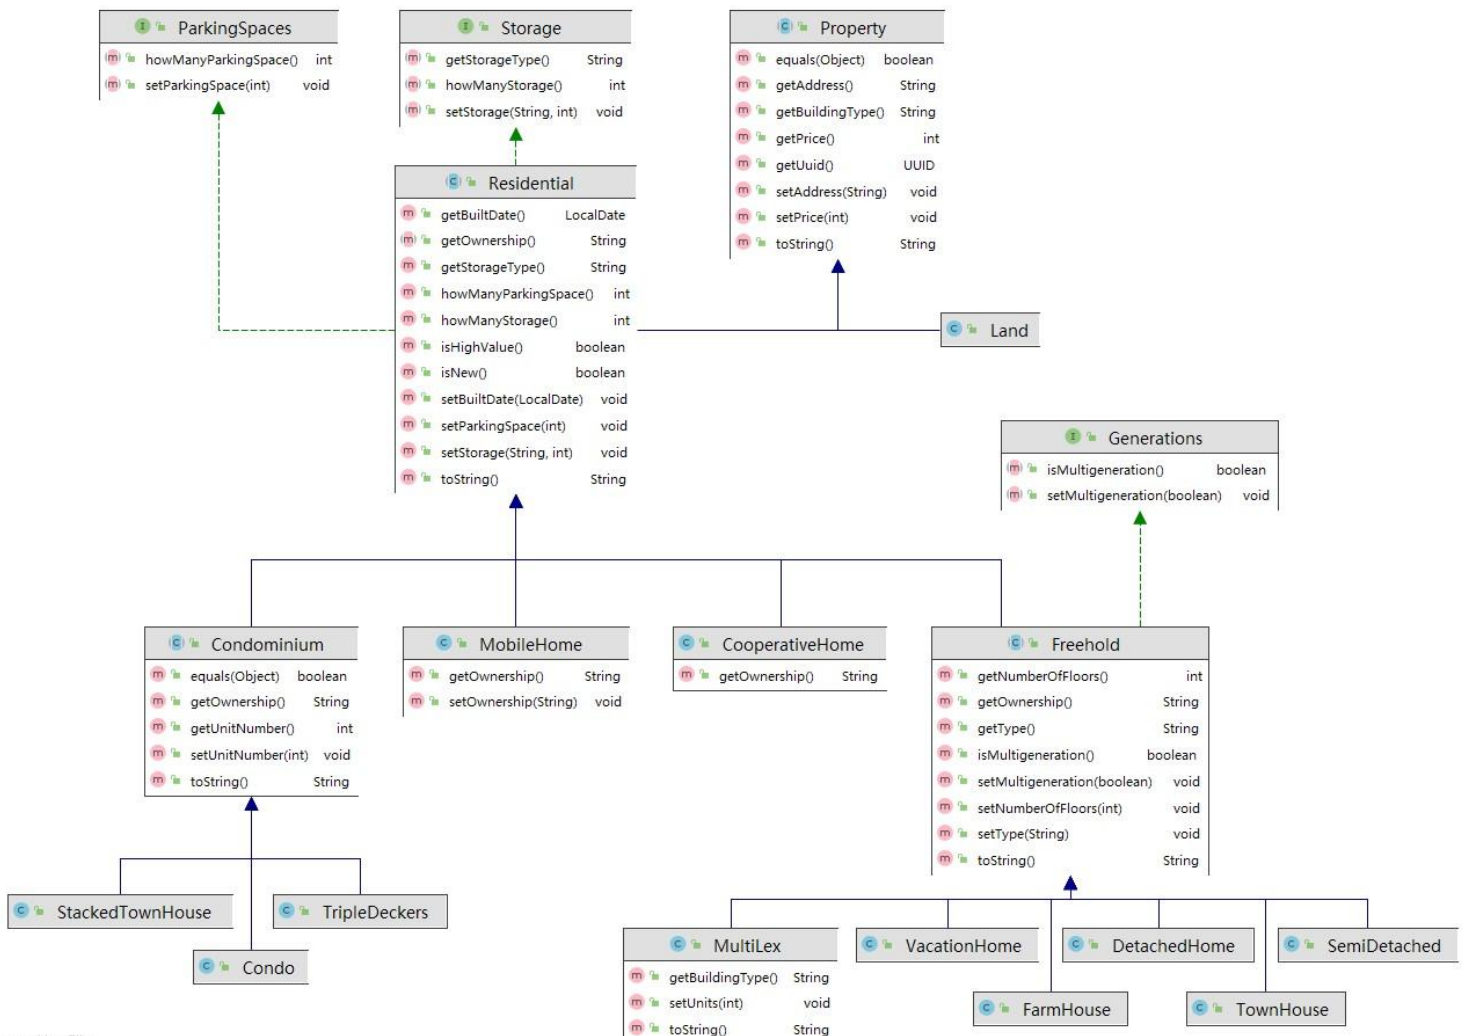 ParkingSpaces
howManyParkingSpace() int
setParkingSpace(int) void
Storage
getStorageType() String
howManyStorage() int
setStorage(String, int) void
Property
equals(Object) boolean
getAddress() String
getBuildingType() String
getPrice() int
getUuid() UUID
setAddress(String) void
setPrice(int) void
toString() String
Residential
getBuiltDate() LocalDate
getOwnership() String
getStorageType() String
howManyParkingSpace() int
howManyStorage() int
isHighValue() boolean
isNew() boolean
setBuiltDate(LocalDate) void
setParkingSpace(int) void
setStorage(String, int) void
toString() String
Land
Generations
isMultigeneration() boolean
setMultigeneration(boolean) void
Condominium
equals(Object) boolean
getOwnership() String
getUnitNumber() int
setUnitNumber(int) void
toString() String
MobileHome
getOwnership() String
setOwnership(String) void
CooperativeHome
getOwnership() String
Freehold
getNumberOfFloors() int
getOwnership() String
getType() String
isMultigeneration() boolean
setMultigeneration(boolean) void
setNumberOfFloors(int) void
setType(String) void
toString() String
StackedTownHouse
TripleDeckers
Condo
MultiLex
getBuildingType() String
setUnits(int) void
toString() String
VacationHome
DetachedHome
SemiDetached
FarmHouse
TownHouse